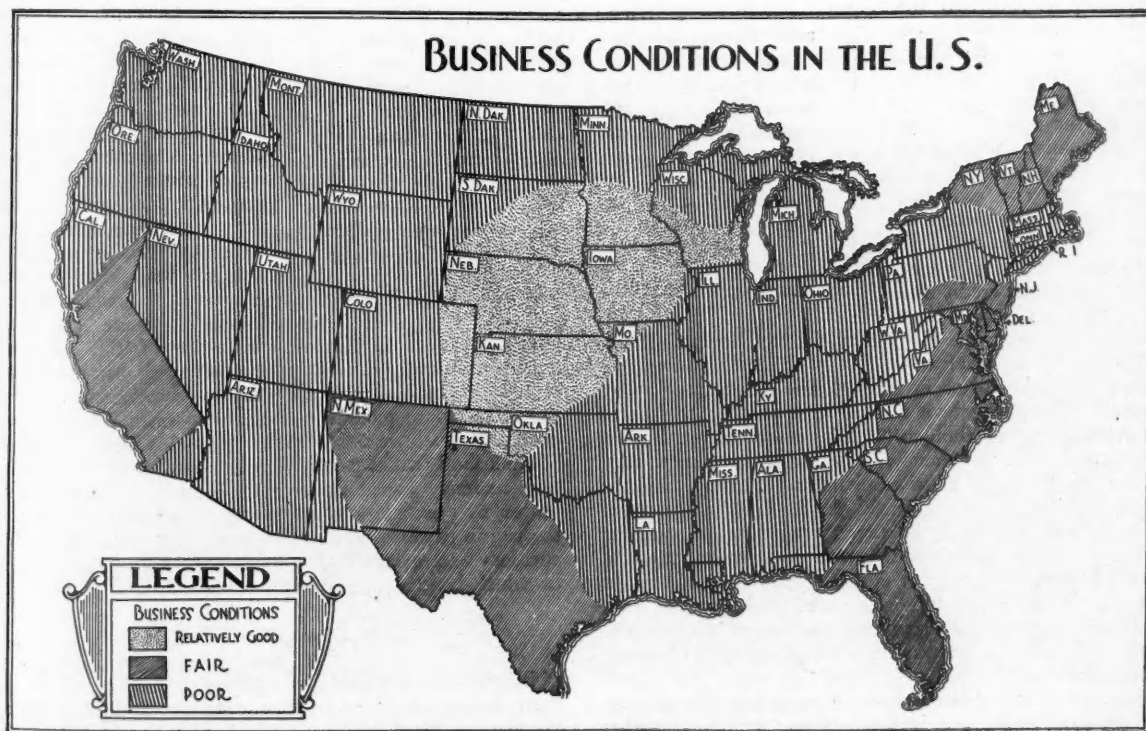 BUSINESS CONDITIONS IN THE U.S.
WASH.
MONT.
N. DAK.
MINN.
ME.
ORE.
IDAHO
S. DAK.
WISC.
MICH.
N.Y.
VT.
N.H.
MASS.
CONN.
R I
CAL.
NEV.
WYO.
NEB.
IOWA
UTAH
COLO
ILL.
IND.
OHIO
PA.
N.J.
DEL.
MD.
W.VA.
VA.
KAN
MO.
KY.
ARIZ
N. MEX
TEXAS
OKLA.
ARK
TENN
N.C.
S.C.
MISS
ALA.
GA.
LA
FLA.
LEGEND
BUSINESS CONDITIONS
RELATIVELY GOOD
FAIR
POOR